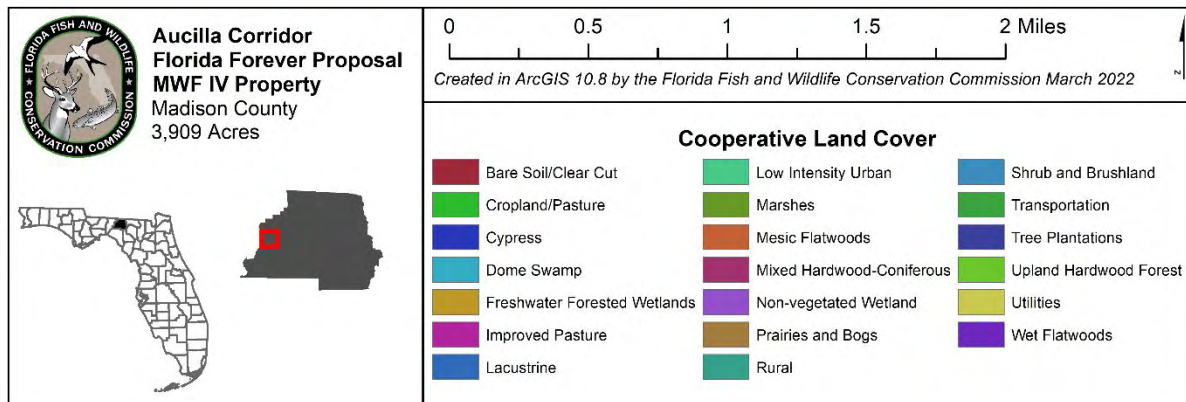 FLORIDA FISH AND WILDLIFE
CONSERVATION COMMISSION
Aucilla Corridor
Florida Forever Proposal
MWF IV Property
Madison County
3,909 Acres
0 0.5 1 1.5 2 Miles
Created in ArcGIS 10.8 by the Florida Fish and Wildlife Conservation Commission March 2022
z
Cooperative Land Cover
Bare Soil/Clear Cut
Cropland/Pasture
Cypress
Dome Swamp
Freshwater Forested Wetlands
Improved Pasture
Lacustrine
Low Intensity Urban
Marshes
Mesic Flatwoods
Mixed Hardwood-Coniferous
Non-vegetated Wetland
Prairies and Bogs
Rural
Shrub and Brushland
Transportation
Tree Plantations
Upland Hardwood Forest
Utilities
Wet Flatwoods